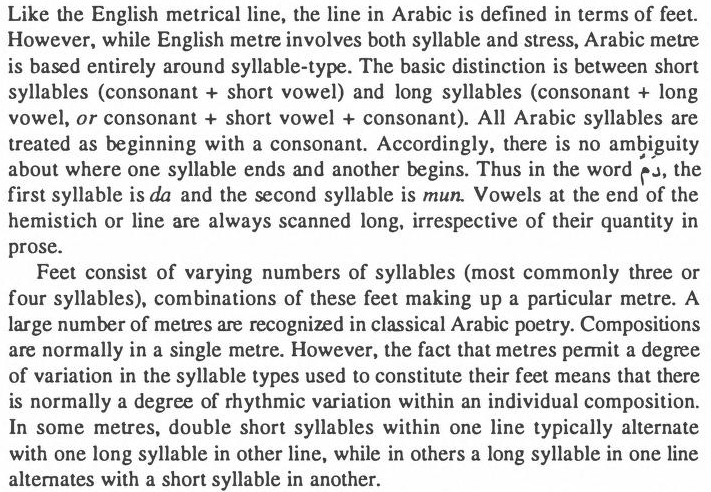 Like the English metrical line, the line in Arabic is defined in terms of feet.
However, while English metre involves both syllable and stress, Arabic metre
is based entirely around syllable-type. The basic distinction is between short
syllables (consonant + short vowel) and long syllables (consonant + long
vowel, or consonant + short vowel + consonant). All Arabic syllables are
treated as beginning with a consonant. Accordingly, there is no ambiguity
about where one syllable ends and another begins. Thus in the word دَمٌ, the
first syllable is da and the second syllable is mun. Vowels at the end of the
hemistich or line are always scanned long, irrespective of their quantity in
prose.
Feet consist of varying numbers of syllables (most commonly three or
four syllables), combinations of these feet making up a particular metre. A
large number of metres are recognized in classical Arabic poetry. Compositions
are normally in a single metre. However, the fact that metres permit a degree
of variation in the syllable types used to constitute their feet means that there
is normally a degree of rhythmic variation within an individual composition.
In some metres, double short syllables within one line typically alternate
with one long syllable in other line, while in others a long syllable in one line
alternates with a short syllable in another.